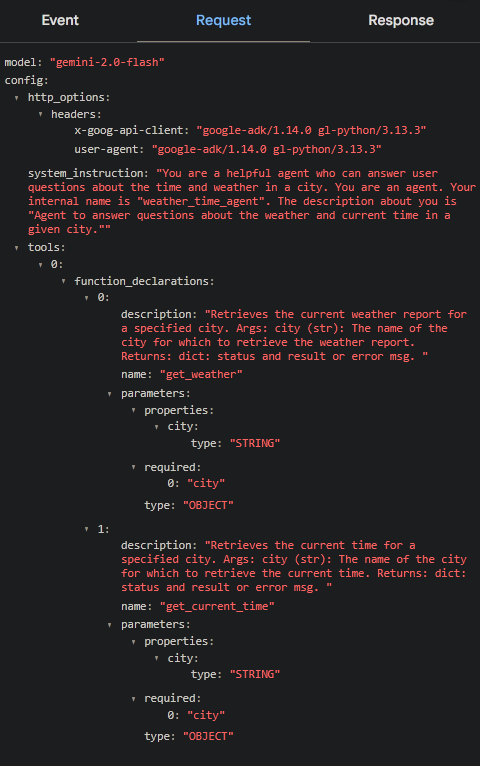 Event Request Response
model: "gemini-2.0-flash"
config:
http_options:
headers:
x-goog-api-client: "google-adk/1.14.0 gl-python/3.13.3"
user-agent: "google-adk/1.14.0 gl-python/3.13.3"
system_instruction: "You are a helpful agent who can answer user
questions about the time and weather in a city. You are an agent. Your
internal name is "weather_time_agent". The description about you is
"Agent to answer questions about the weather and current time in a
given city.""
tools:
0:
function_declarations:
0:
description: "Retrieves the current weather report for
a specified city. Args: city (str): The name of the
city for which to retrieve the weather report.
Returns: dict: status and result or error msg. "
name: "get_weather"
parameters:
properties:
city:
type: "STRING"
required:
0: "city"
type: "OBJECT"
1:
description: "Retrieves the current time for a
specified city. Args: city (str): The name of the city
for which to retrieve the current time. Returns: dict:
status and result or error msg. "
name: "get_current_time"
parameters:
properties:
city:
type: "STRING"
required:
0: "city"
type: "OBJECT"